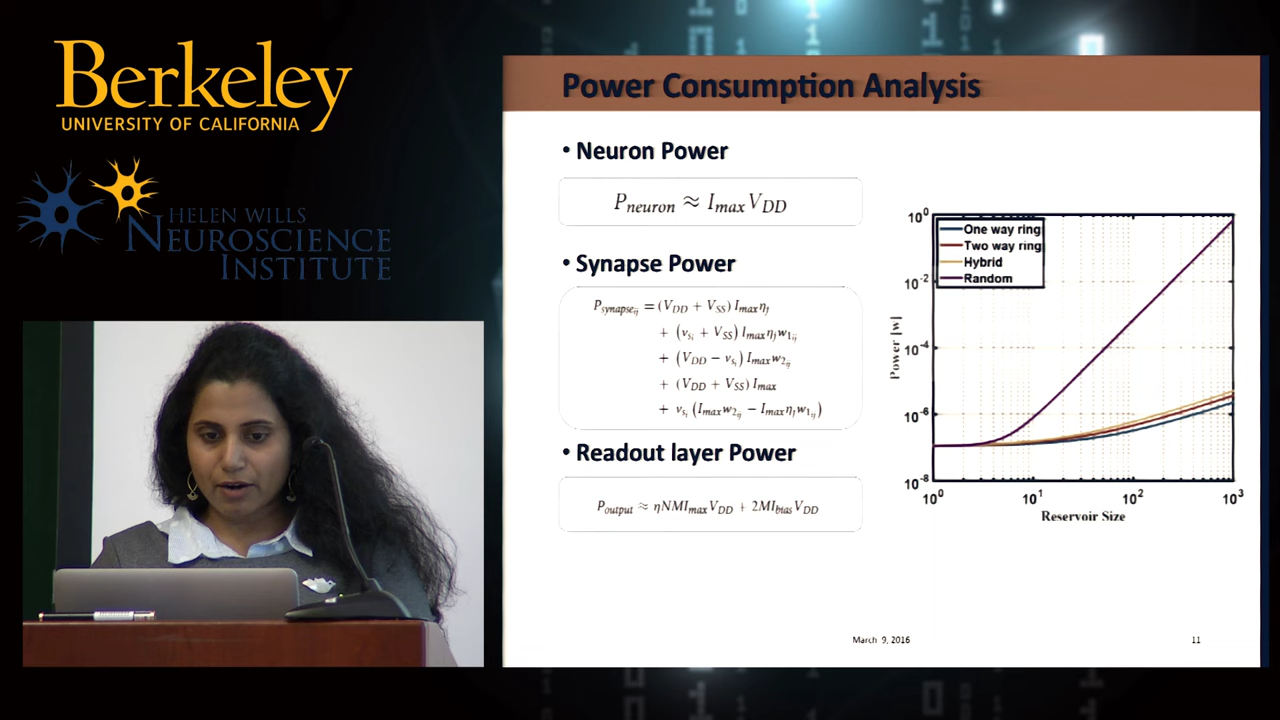 Berkeley
UNIVERSITY OF CALIFORNIA
HELEN WILLS
NEUROSCIENCE
INSTITUTE
Power Consumption Analysis
• Neuron Power
P_neuron ≈ I_max V_DD
• Synapse Power
P_synapse_ij = (V_DD + V_SS) I_max η_j
+ (v_s_i + V_SS) I_max η_j w_1_ij
+ (V_DD − v_s_i) I_max w_2_ij
+ (V_DD + V_SS) I_max
+ v_s_i (I_max w_2_ij − I_max η_j w_1_ij)
• Readout layer Power
P_output ≈ ηNMI_max V_DD + 2MI_bias V_DD
One way ring
Two way ring
Hybrid
Random
10^0
10^-2
10^-4
10^-6
10^-8
Power [w]
10^0 10^1 10^2 10^3
Reservoir Size
March 9, 2016 11